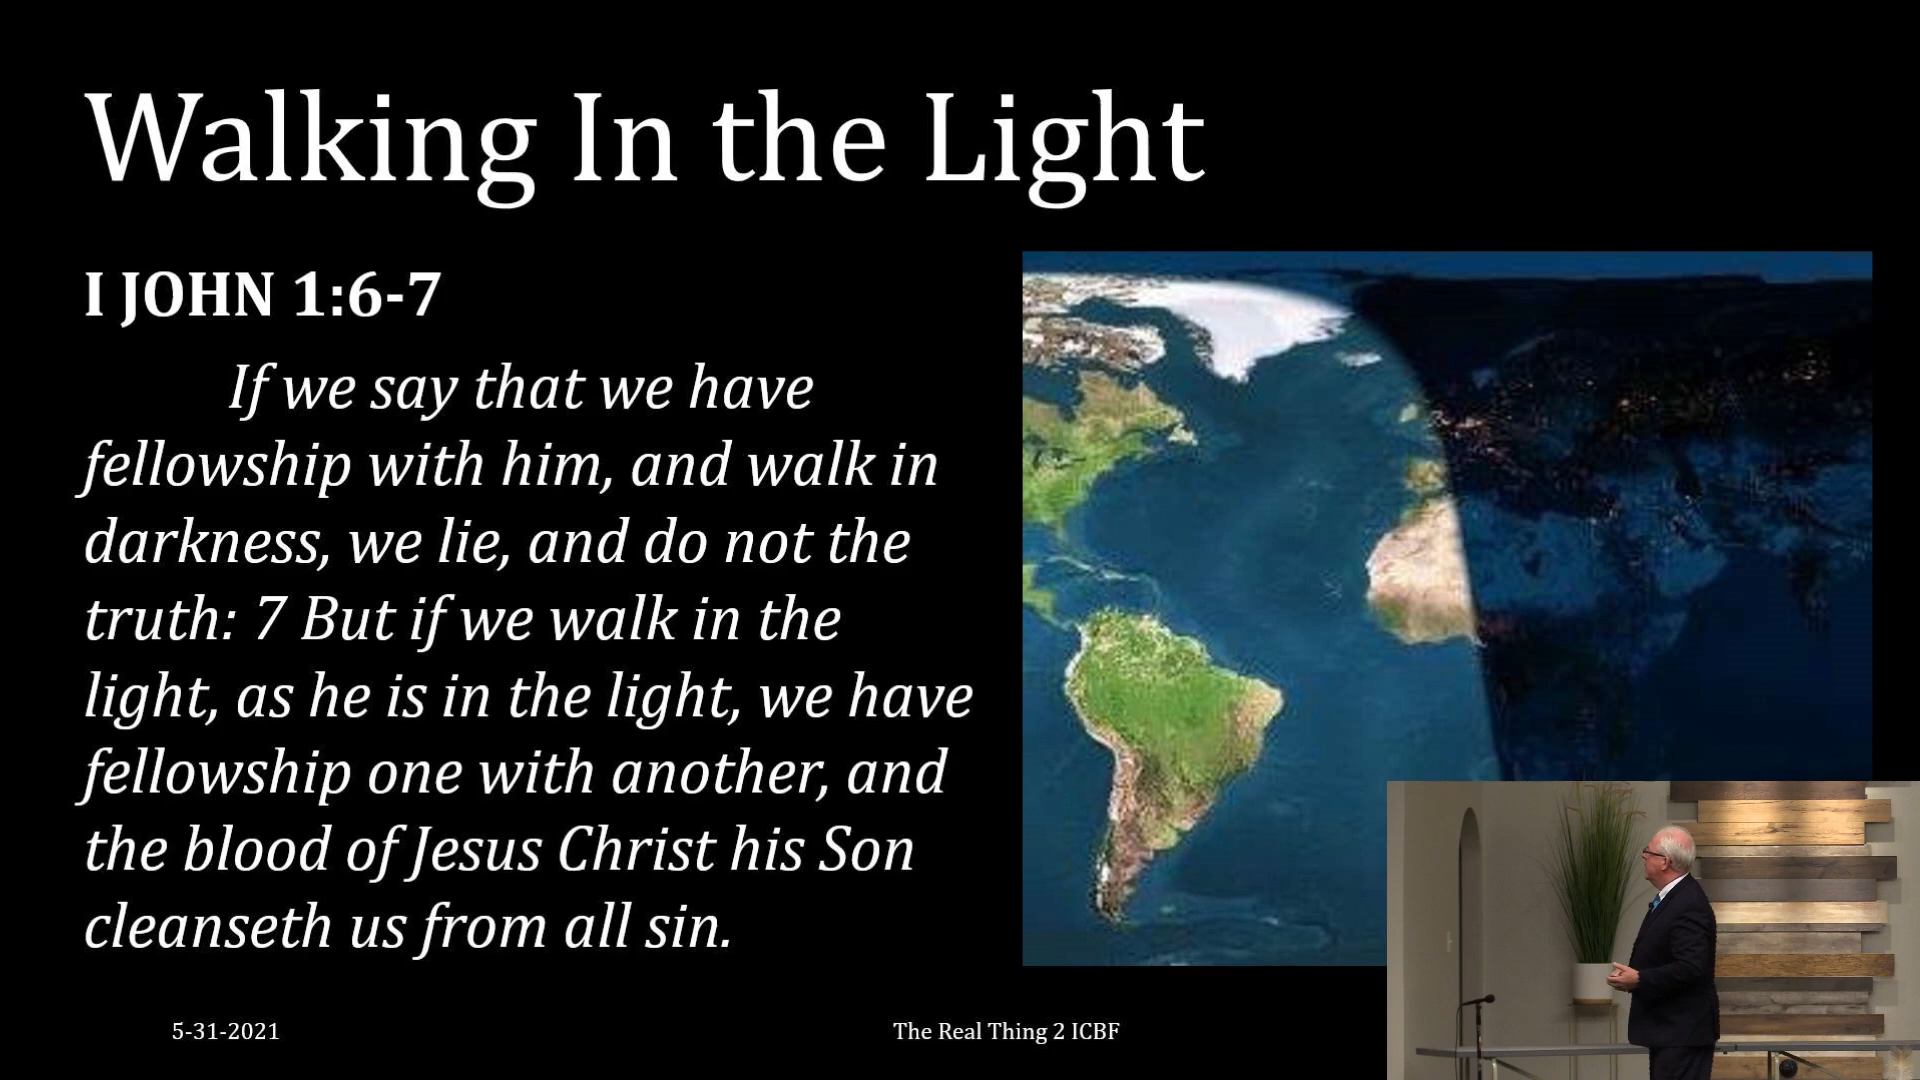 Walking In the Light
I JOHN 1:6-7
If we say that we have
fellowship with him, and walk in
darkness, we lie, and do not the
truth: 7 But if we walk in the
light, as he is in the light, we have
fellowship one with another, and
the blood of Jesus Christ his Son
cleanseth us from all sin.
5-31-2021
The Real Thing 2 ICBF